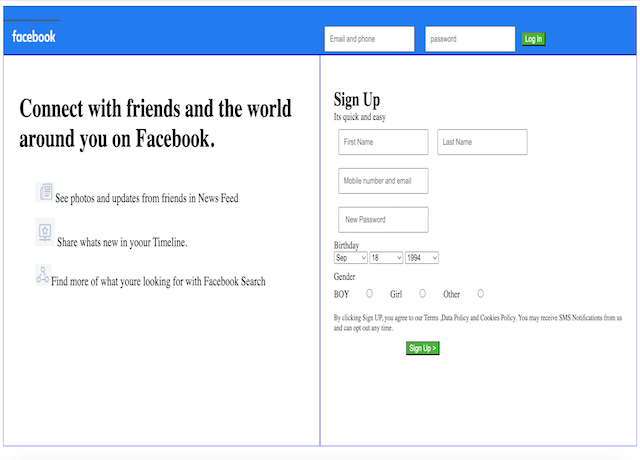 facebook
Email and phone
password
Log In
Connect with friends and the world
around you on Facebook.
See photos and updates from friends in News Feed
Share whats new in yoour Timeline.
Find more of what youre looking for with Facebook Search
Sign Up
Its quick and easy
First Name
Last Name
Mobile number and email
New Password
Birthday
Sep 18 1994
Gender
BOY Girl Other
By clicking Sign UP, you agree to our Terms ,Data Policy and Cookies Policy. You may receive SMS Notifications from us
and can opt out any time.
Sign Up >